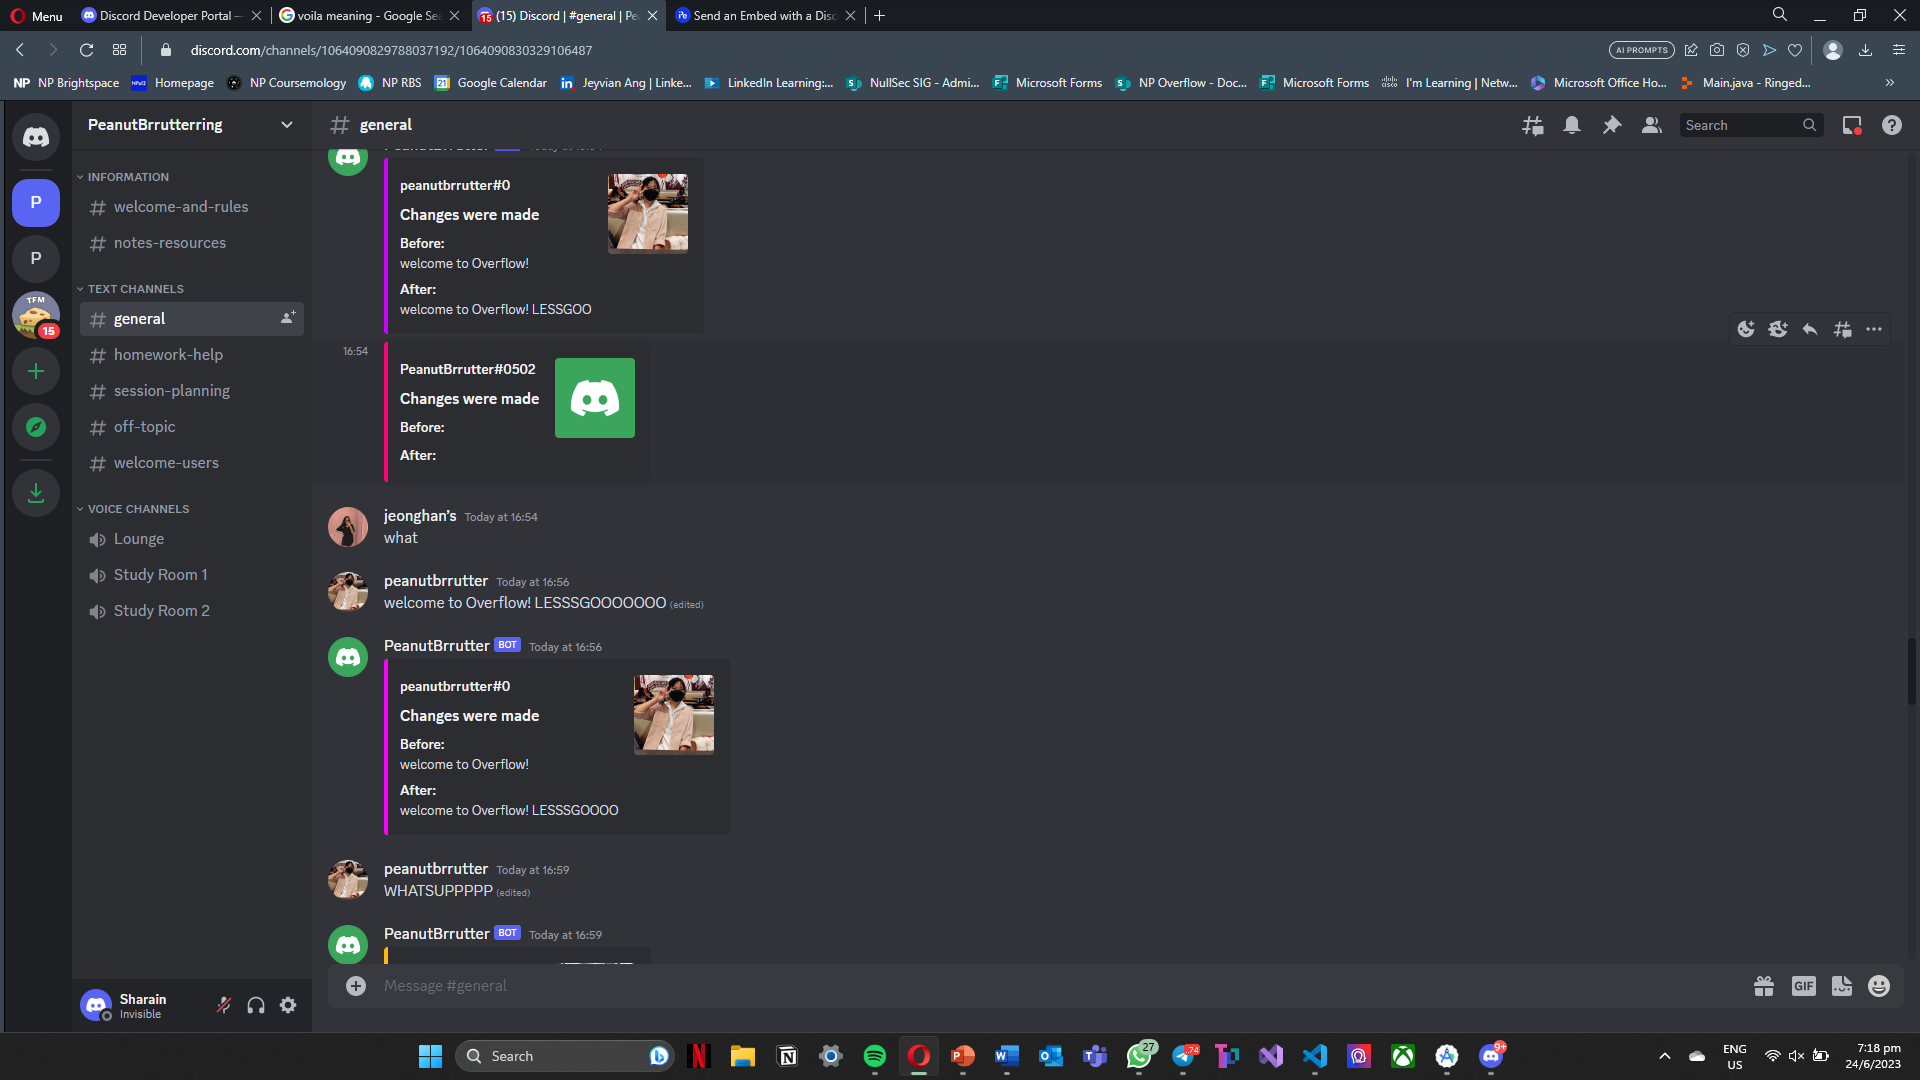 Menu
Discord Developer Portal —
voila meaning - Google Sea
(15) Discord | #general | Pe
Send an Embed with a Disc
discord.com/channels/1064090829788037192/1064090830329106487
AI PROMPTS
NP Brightspace
Homepage
NP Coursemology
NP RBS
Google Calendar
Jeyvian Ang | Linke...
LinkedIn Learning:...
NullSec SIG - Admi...
Microsoft Forms
NP Overflow - Doc...
Microsoft Forms
I'm Learning | Netw...
Microsoft Office Ho...
Main.java - Ringed...
PeanutBrrutterring
general
Search
INFORMATION
welcome-and-rules
notes-resources
TEXT CHANNELS
general
homework-help
session-planning
off-topic
welcome-users
VOICE CHANNELS
Lounge
Study Room 1
Study Room 2
P
P
TFM
15
peanutbrrutter#0
Changes were made
Before:
welcome to Overflow!
After:
welcome to Overflow! LESSGOO
16:54
PeanutBrrutter#0502
Changes were made
Before:
After:
jeonghan's Today at 16:54
what
peanutbrrutter Today at 16:56
welcome to Overflow! LESSSGOOOOOOO (edited)
PeanutBrrutter BOT Today at 16:56
peanutbrrutter#0
Changes were made
Before:
welcome to Overflow!
After:
welcome to Overflow! LESSSGOOOO
peanutbrrutter Today at 16:59
WHATSUPPPPP (edited)
PeanutBrrutter BOT Today at 16:59
Message #general
GIF
Sharain
Invisible
Search
27
74
9+
ENG
US
7:18 pm
24/6/2023